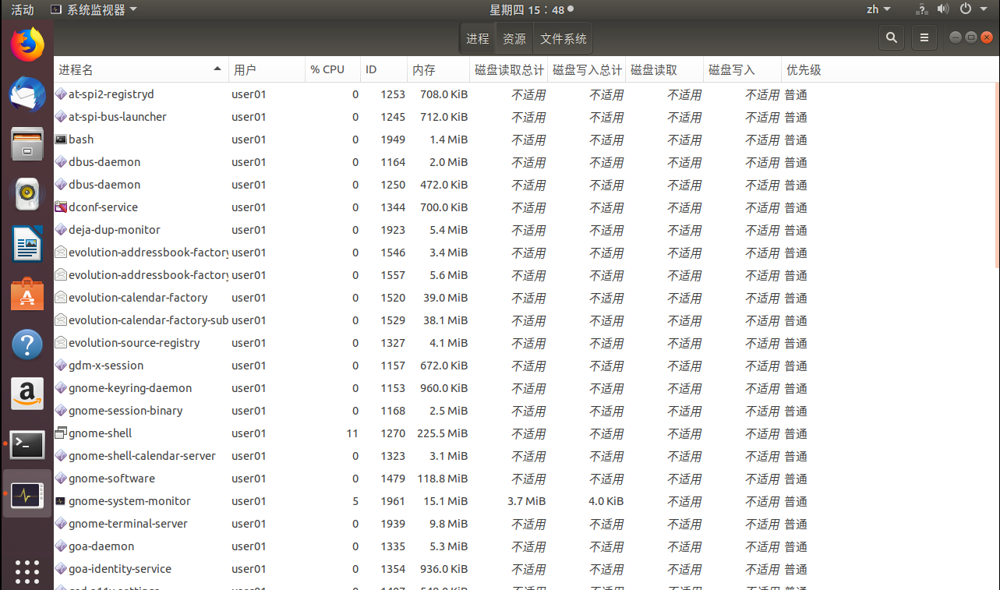 活动 系统监视器 星期四 15：48 zh
进程 资源 文件系统
进程名 用户 % CPU ID 内存 磁盘读取总计 磁盘写入总计 磁盘读取 磁盘写入 优先级
at-spi2-registryd user01 0 1253 708.0 KiB 不适用 不适用 不适用 不适用 普通
at-spi-bus-launcher user01 0 1245 712.0 KiB 不适用 不适用 不适用 不适用 普通
bash user01 0 1949 1.4 MiB 不适用 不适用 不适用 不适用 普通
dbus-daemon user01 0 1164 2.0 MiB 不适用 不适用 不适用 不适用 普通
dbus-daemon user01 0 1250 472.0 KiB 不适用 不适用 不适用 不适用 普通
dconf-service user01 0 1344 700.0 KiB 不适用 不适用 不适用 不适用 普通
deja-dup-monitor user01 0 1923 5.4 MiB 不适用 不适用 不适用 不适用 普通
evolution-addressbook-factory user01 0 1546 3.4 MiB 不适用 不适用 不适用 不适用 普通
evolution-addressbook-factory user01 0 1557 5.6 MiB 不适用 不适用 不适用 不适用 普通
evolution-calendar-factory user01 0 1520 39.0 MiB 不适用 不适用 不适用 不适用 普通
evolution-calendar-factory-sub user01 0 1529 38.1 MiB 不适用 不适用 不适用 不适用 普通
evolution-source-registry user01 0 1327 4.1 MiB 不适用 不适用 不适用 不适用 普通
gdm-x-session user01 0 1157 672.0 KiB 不适用 不适用 不适用 不适用 普通
gnome-keyring-daemon user01 0 1153 960.0 KiB 不适用 不适用 不适用 不适用 普通
gnome-session-binary user01 0 1168 2.5 MiB 不适用 不适用 不适用 不适用 普通
gnome-shell user01 11 1270 225.5 MiB 不适用 不适用 不适用 不适用 普通
gnome-shell-calendar-server user01 0 1323 3.1 MiB 不适用 不适用 不适用 不适用 普通
gnome-software user01 0 1479 118.8 MiB 不适用 不适用 不适用 不适用 普通
gnome-system-monitor user01 5 1961 15.1 MiB 3.7 MiB 4.0 KiB 不适用 不适用 普通
gnome-terminal-server user01 0 1939 9.8 MiB 不适用 不适用 不适用 不适用 普通
goa-daemon user01 0 1335 5.3 MiB 不适用 不适用 不适用 不适用 普通
goa-identity-service user01 0 1354 936.0 KiB 不适用 不适用 不适用 不适用 普通